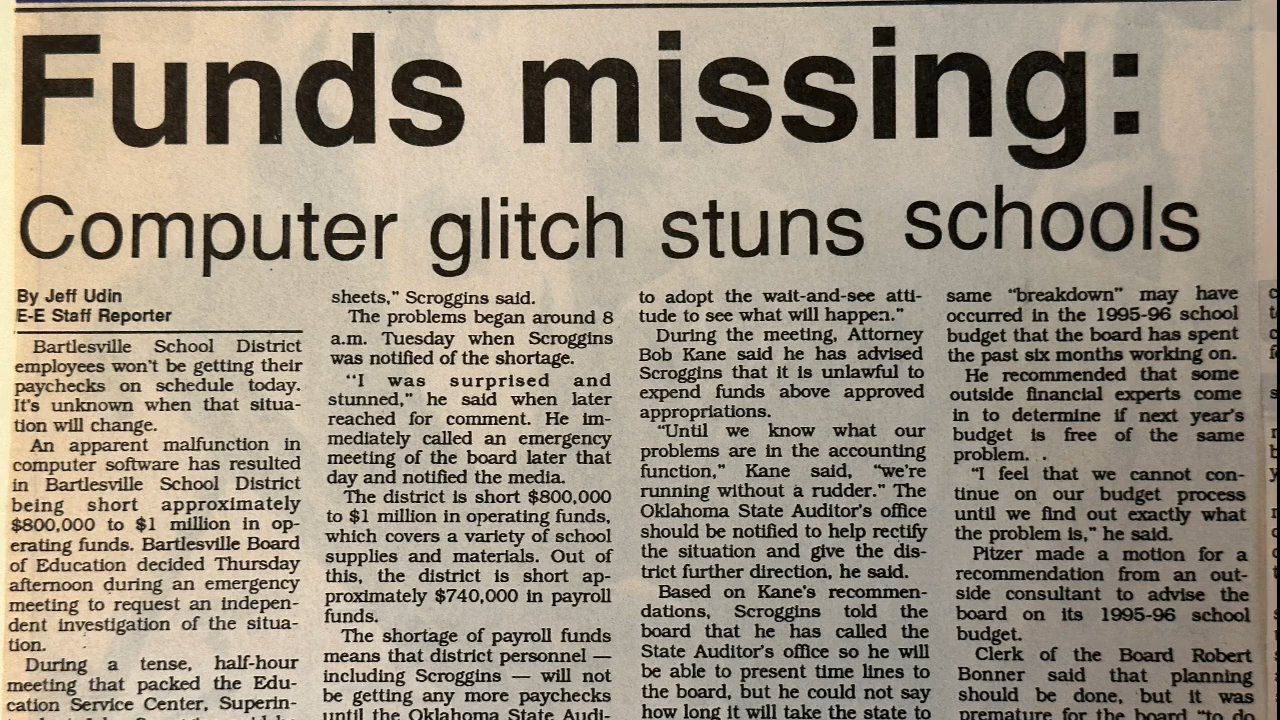 Funds missing:
Computer glitch stuns schools
By Jeff Udin
E-E Staff Reporter
Bartlesville School District
employees won't be getting their
paychecks on schedule today.
It's unknown when that situa-
tion will change.
An apparent malfunction in
computer software has resulted
in Bartlesville School District
being short approximately
$800,000 to $1 million in op-
erating funds. Bartlesville Board
of Education decided Thursday
afternoon during an emergency
meeting to request an indepen-
dent investigation of the situa-
tion.
During a tense, half-hour
meeting that packed the Edu-
cation Service Center, Superin-
sheets," Scroggins said.
The problems began around 8
a.m. Tuesday when Scroggins
was notified of the shortage.
"I was surprised and
stunned," he said when later
reached for comment. He im-
mediately called an emergency
meeting of the board later that
day and notified the media.
The district is short $800,000
to $1 million in operating funds,
which covers a variety of school
supplies and materials. Out of
this, the district is short ap-
proximately $740,000 in payroll
funds.
The shortage of payroll funds
means that district personnel —
including Scroggins — will not
be getting any more paychecks
until the Oklahoma State Audi-
to adopt the wait-and-see atti-
tude to see what will happen."
During the meeting, Attorney
Bob Kane said he has advised
Scroggins that it is unlawful to
expend funds above approved
appropriations.
"Until we know what our
problems are in the accounting
function," Kane said, "we're
running without a rudder." The
Oklahoma State Auditor's office
should be notified to help rectify
the situation and give the dis-
trict further direction, he said.
Based on Kane's recommen-
dations, Scroggins told the
board that he has called the
State Auditor's office so he will
be able to present time lines to
the board, but he could not say
how long it will take the state to
same "breakdown" may have
occurred in the 1995-96 school
budget that the board has spent
the past six months working on.
He recommended that some
outside financial experts come
in to determine if next year's
budget is free of the same
problem. .
"I feel that we cannot con-
tinue on our budget process
until we find out exactly what
the problem is," he said.
Pitzer made a motion for a
recommendation from an out-
side consultant to advise the
board on its 1995-96 school
budget.
Clerk of the Board Robert
Bonner said that planning
should be done, but it was
premature for the board "to do